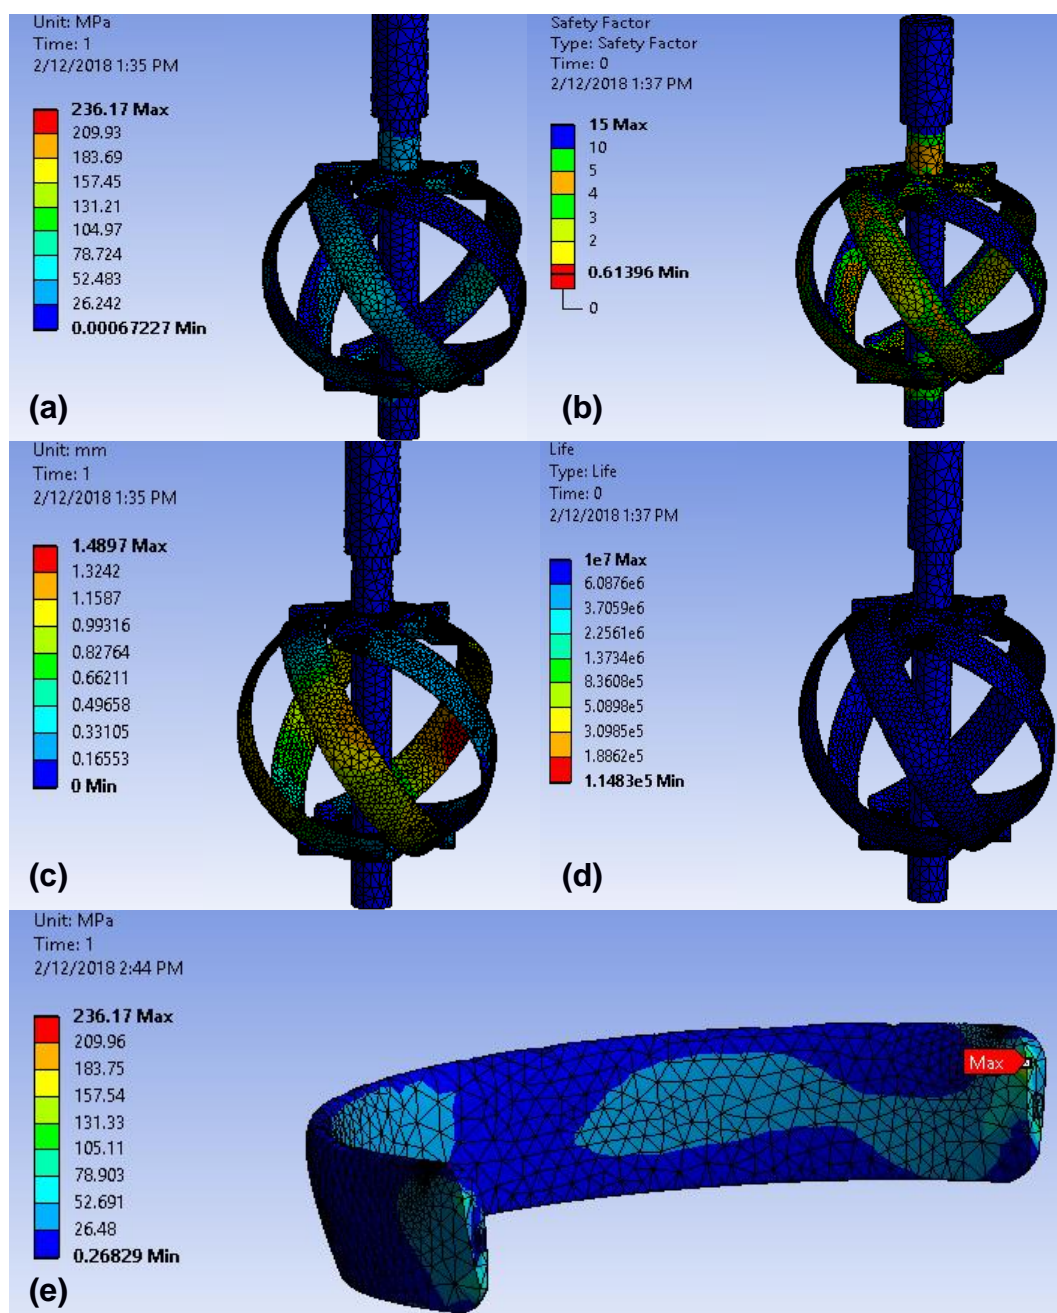 Unit: MPa
Time: 1
2/12/2018 1:35 PM
236.17 Max
209.93
183.69
157.45
131.21
104.97
78.724
52.483
26.242
0.00067227 Min
(a)
Safety Factor
Type: Safety Factor
Time: 0
2/12/2018 1:37 PM
15 Max
10
5
4
3
2
0.61396 Min
0
(b)
Unit: mm
Time: 1
2/12/2018 1:35 PM
1.4897 Max
1.3242
1.1587
0.99316
0.82764
0.66211
0.49658
0.33105
0.16553
0 Min
(c)
Life
Type: Life
Time: 0
2/12/2018 1:37 PM
1e7 Max
6.0876e6
3.7059e6
2.2561e6
1.3734e6
8.3608e5
5.0898e5
3.0985e5
1.8862e5
1.1483e5 Min
(d)
Unit: MPa
Time: 1
2/12/2018 2:44 PM
236.17 Max
209.96
183.75
157.54
131.33
105.11
78.903
52.691
26.48
0.26829 Min
Max
(e)